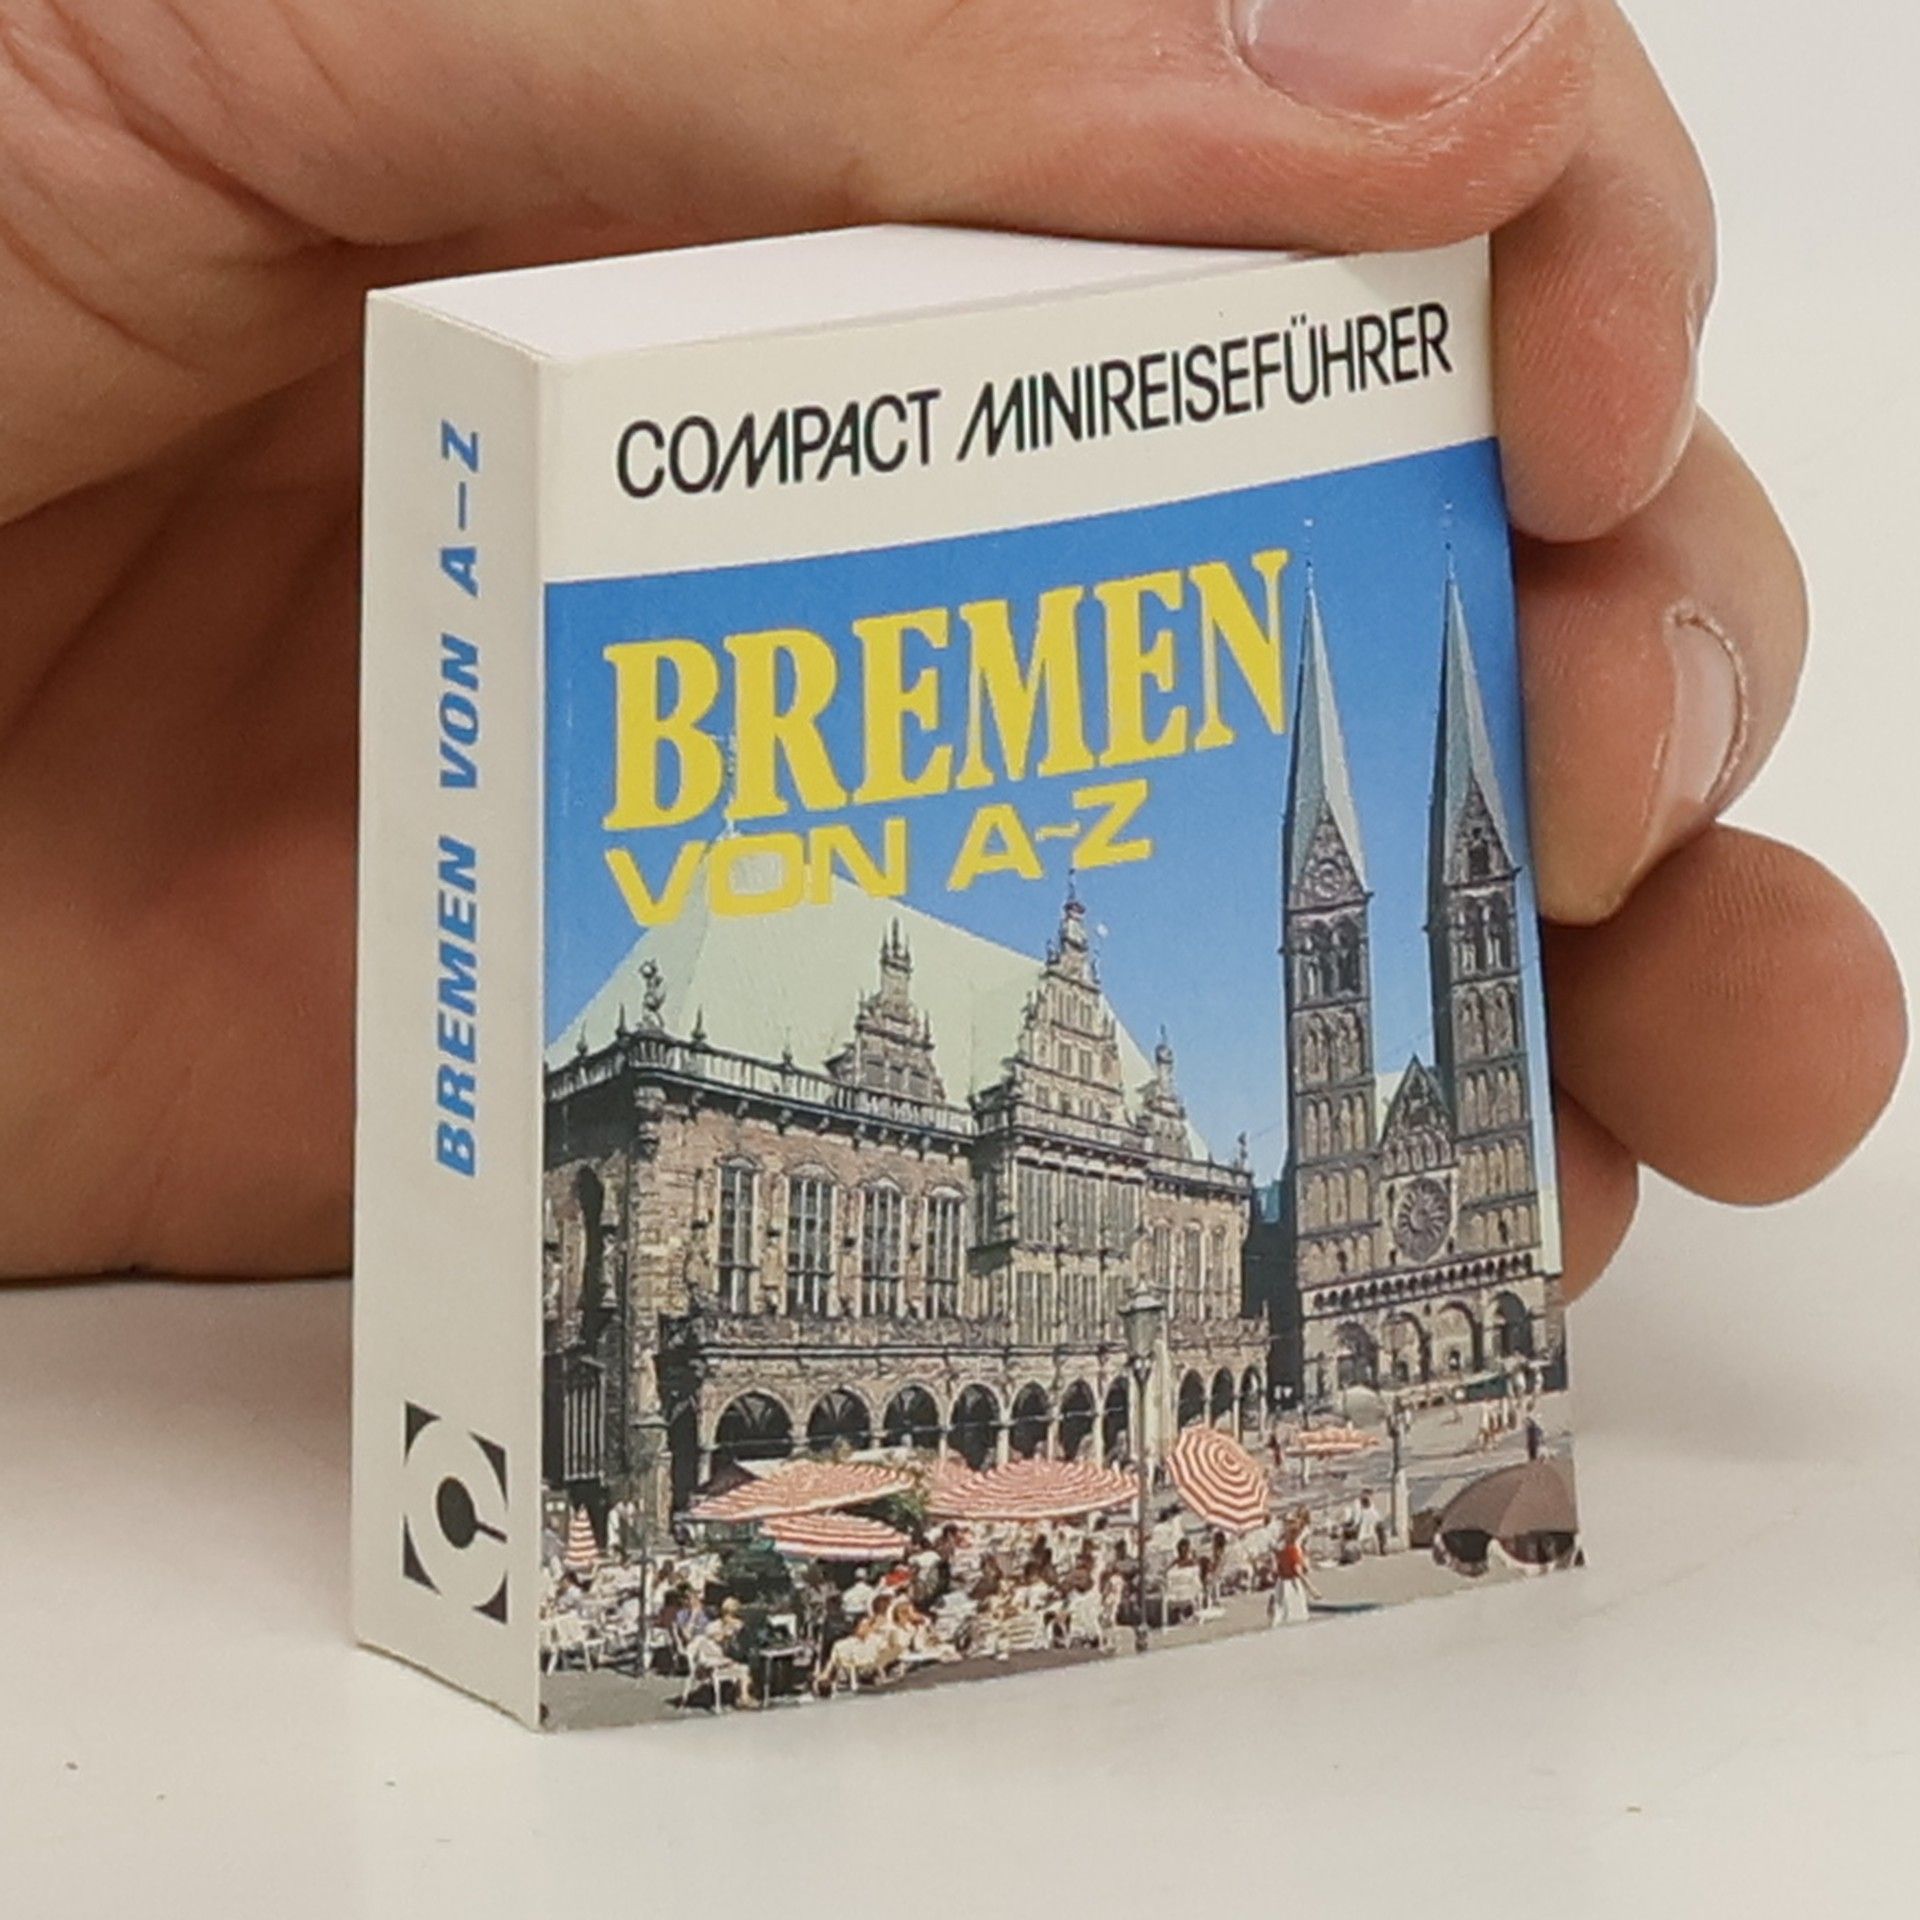 BREMEN VON A-Z
COMPACT MINIREISEFÜHRER
BREMEN
VON A-Z